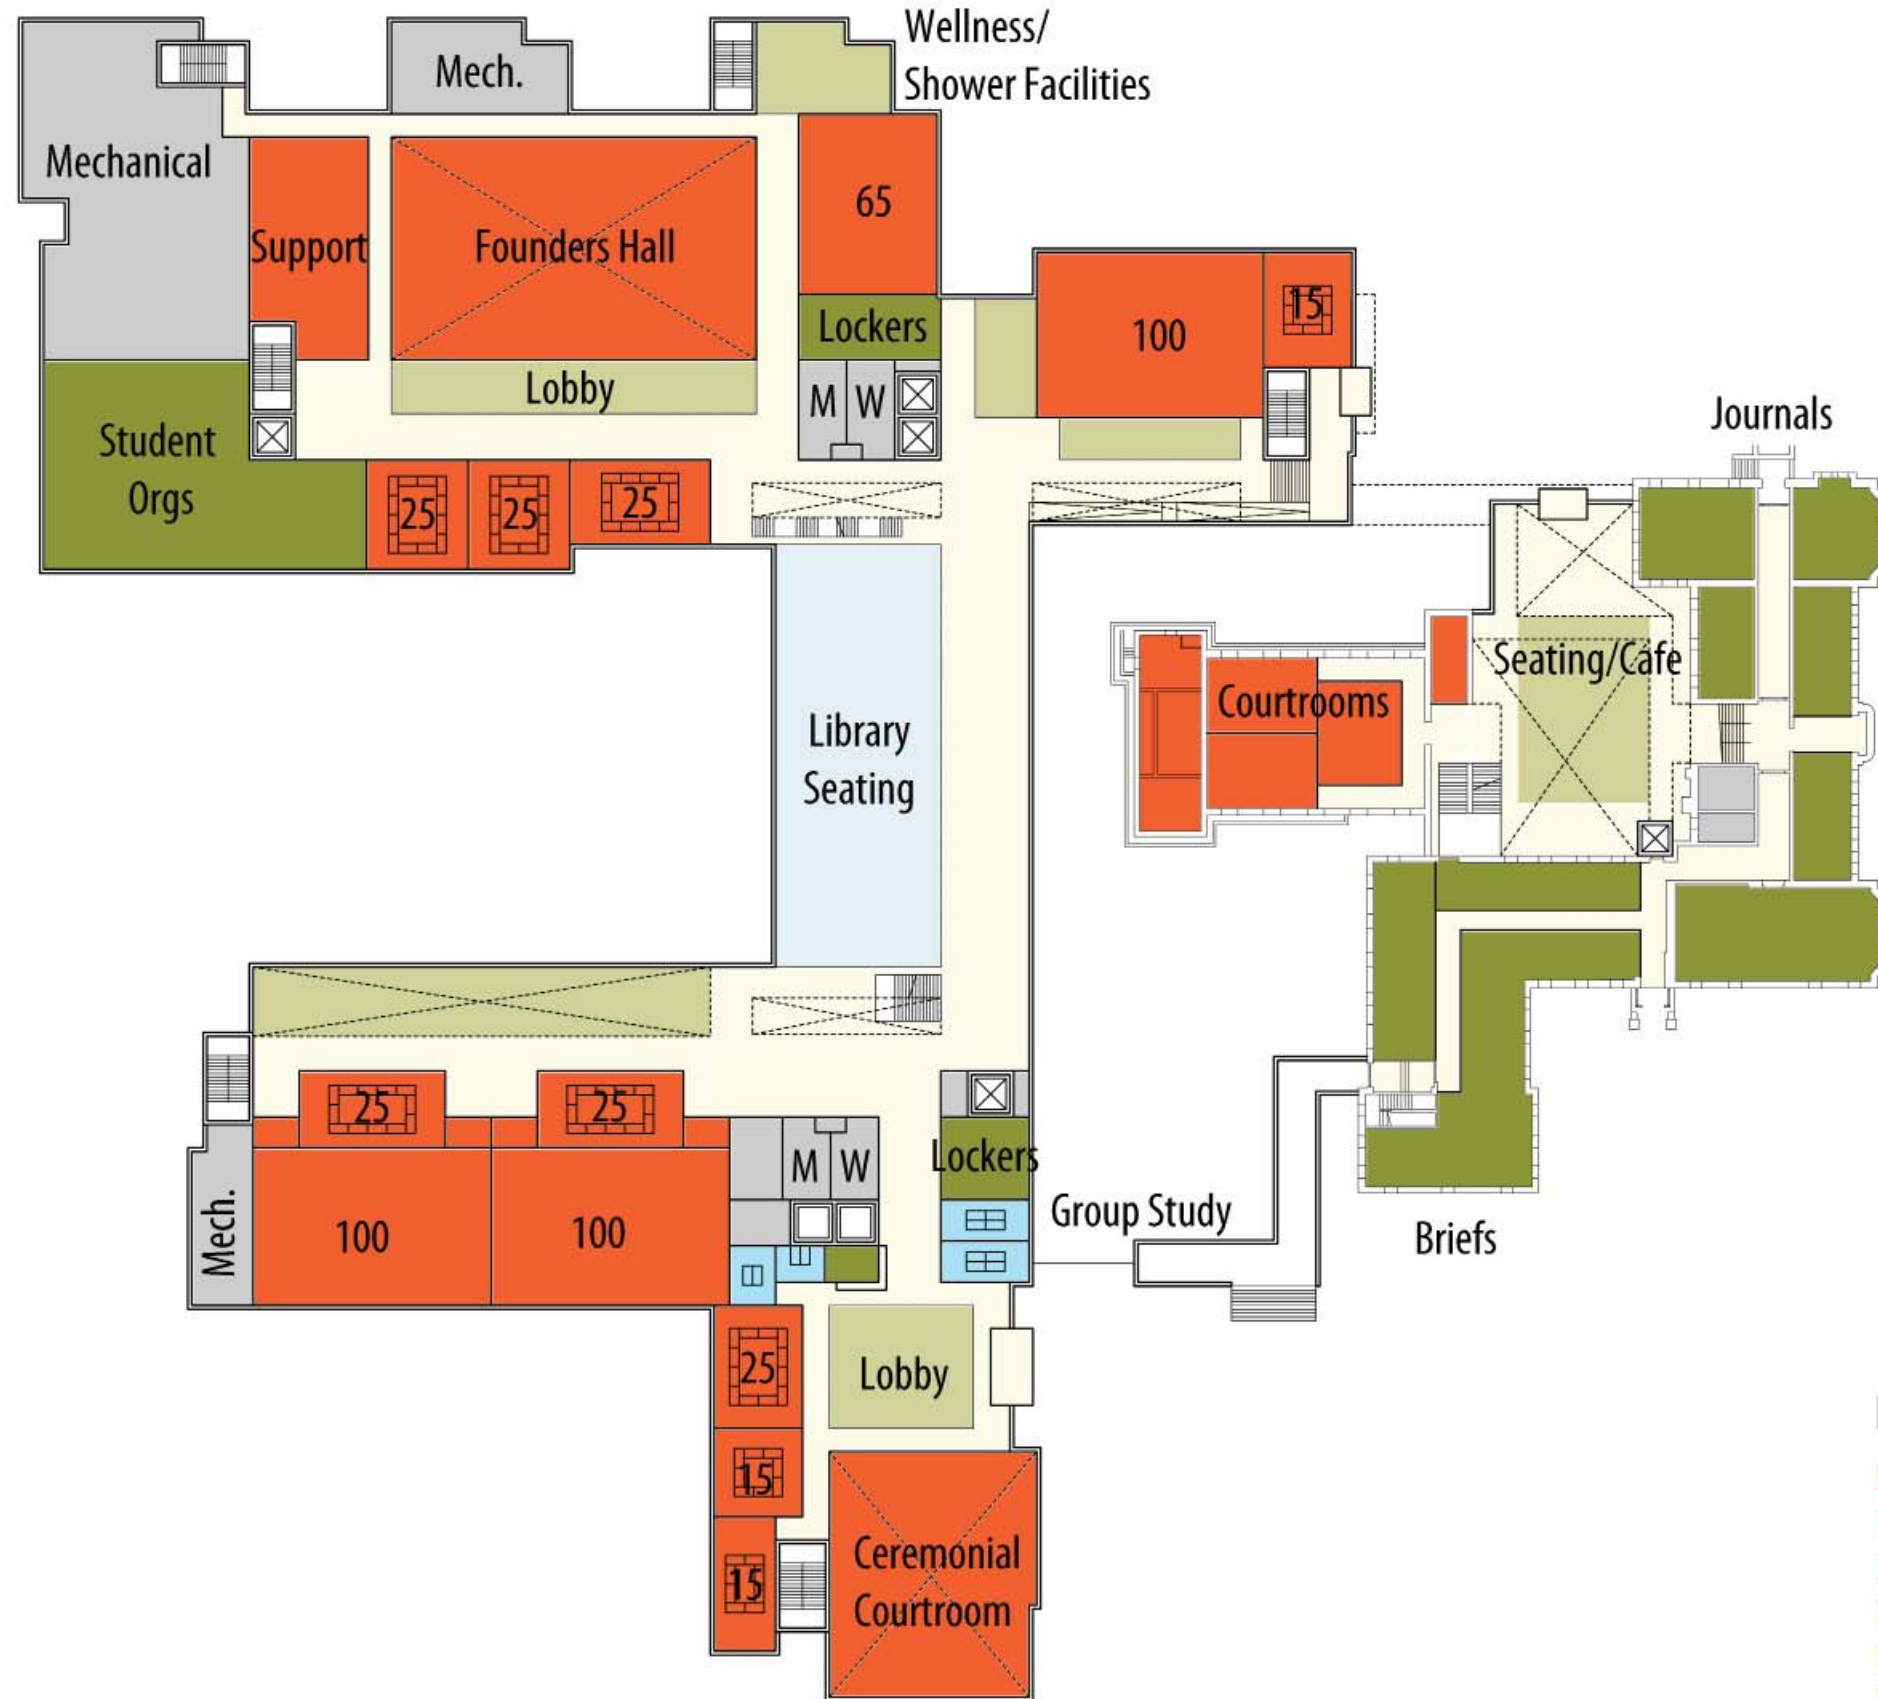 Wellness/
Shower Facilities
Mech.
Mechanical
Support
Founders Hall
65
Lockers
100
15
Lobby
M
W
Student
Orgs
25
25
25
Journals
Seating/Cafe
Courtrooms
Library
Seating
25
25
M
W
Lockers
Mech.
100
100
Group Study
Briefs
25
Lobby
15
15
Ceremonial
Courtroom